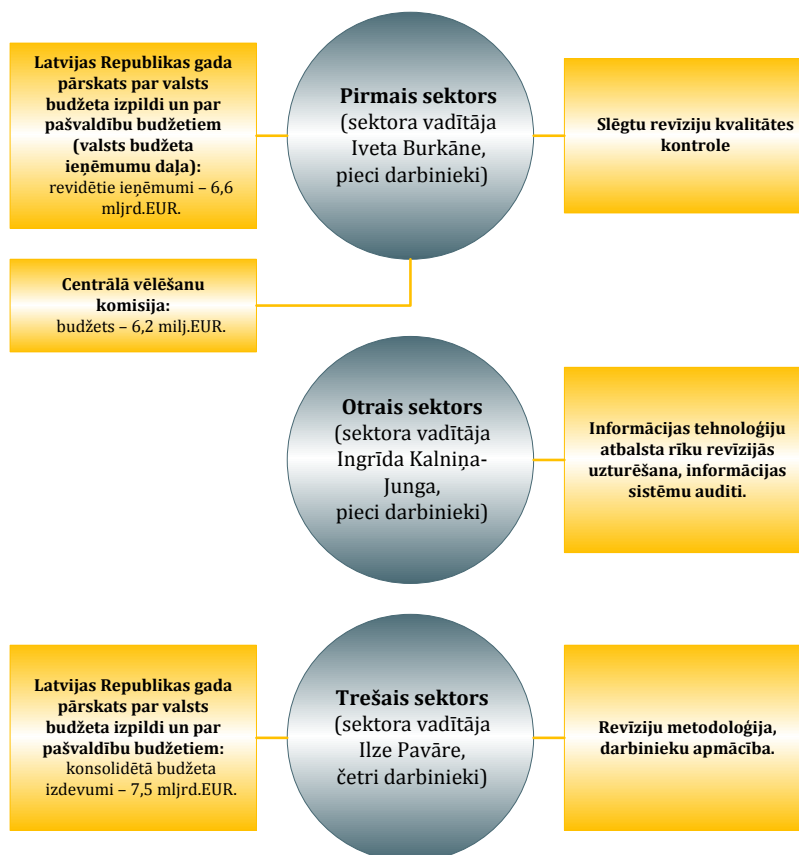 Latvijas Republikas gada
pārskats par valsts
budžeta izpildi un par
pašvaldību budžetiem
(valsts budžeta
ieņēmumu daļa):
revidētie ieņēmumi – 6,6
mljrd.EUR.
Pirmais sektors
(sektora vadītāja
Iveta Burkāne,
pieci darbinieki)
Slēgtu revīziju kvalitātes
kontrole
Centrālā vēlēšanu
komisija:
budžets – 6,2 milj.EUR.
Otrais sektors
(sektora vadītāja
Ingrīda Kalniņa-
Junga,
pieci darbinieki)
Informācijas tehnoloģiju
atbalsta rīku revīzijās
uzturēšana, informācijas
sistēmu auditi.
Latvijas Republikas gada
pārskats par valsts
budžeta izpildi un par
pašvaldību budžetiem:
konsolidētā budžeta
izdevumi – 7,5 mljrd.EUR.
Trešais sektors
(sektora vadītāja
Ilze Pavāre,
četri darbinieki)
Revīziju metodoloģija,
darbinieku apmācība.